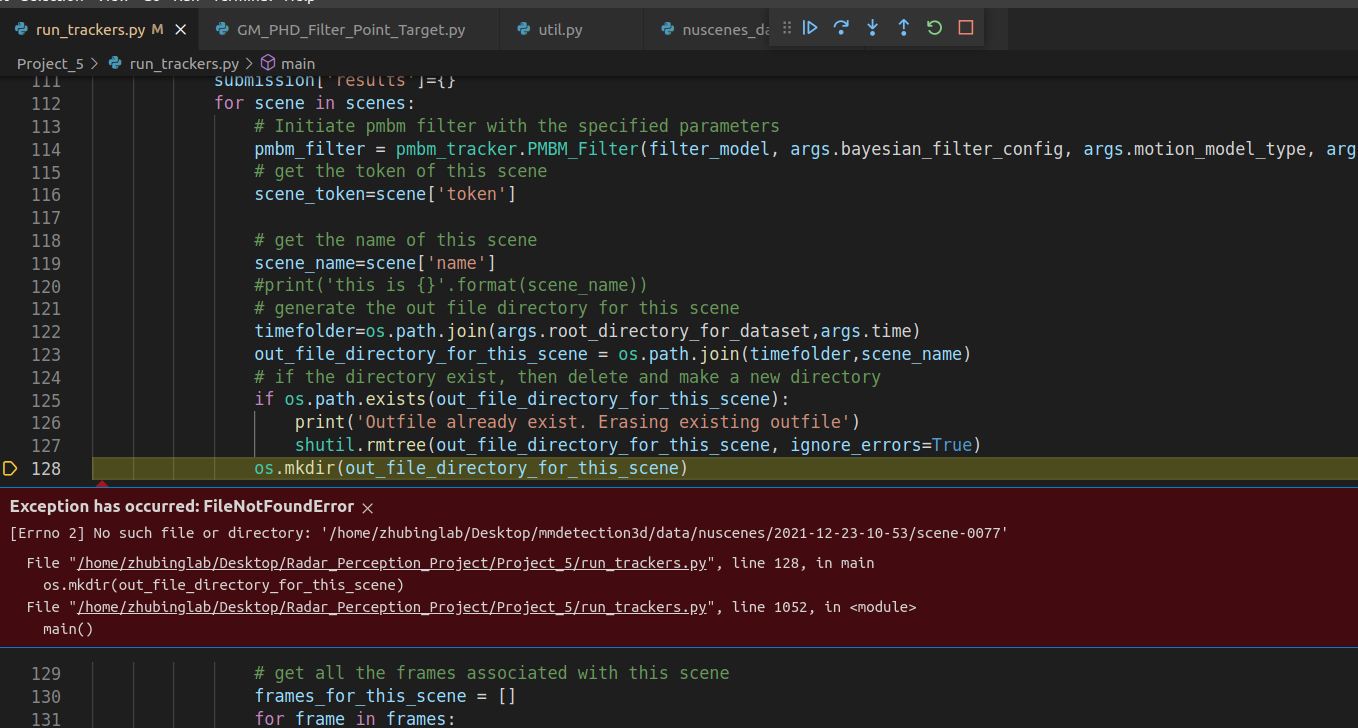 Selection View Go Run Terminal Help
run_trackers.py M
GM_PHD_Filter_Point_Target.py
util.py
nuscenes_da
Project_5 > run_trackers.py > main
111 submission['results']={}
112 for scene in scenes:
113 # Initiate pmbm filter with the specified parameters
114 pmbm_filter = pmbm_tracker.PMBM_Filter(filter_model, args.bayesian_filter_config, args.motion_model_type, arg
115 # get the token of this scene
116 scene_token=scene['token']
117
118 # get the name of this scene
119 scene_name=scene['name']
120 #print('this is {}'.format(scene_name))
121 # generate the out file directory for this scene
122 timefolder=os.path.join(args.root_directory_for_dataset,args.time)
123 out_file_directory_for_this_scene = os.path.join(timefolder,scene_name)
124 # if the directory exist, then delete and make a new directory
125 if os.path.exists(out_file_directory_for_this_scene):
126 print('Outfile already exist. Erasing existing outfile')
127 shutil.rmtree(out_file_directory_for_this_scene, ignore_errors=True)
128 os.mkdir(out_file_directory_for_this_scene)
Exception has occurred: FileNotFoundError
[Errno 2] No such file or directory: '/home/zhubinglab/Desktop/mmdetection3d/data/nuscenes/2021-12-23-10-53/scene-0077'
File "/home/zhubinglab/Desktop/Radar_Perception_Project/Project_5/run_trackers.py", line 128, in main
os.mkdir(out_file_directory_for_this_scene)
File "/home/zhubinglab/Desktop/Radar_Perception_Project/Project_5/run_trackers.py", line 1052, in <module>
main()
129 # get all the frames associated with this scene
130 frames_for_this_scene = []
131 for frame in frames: